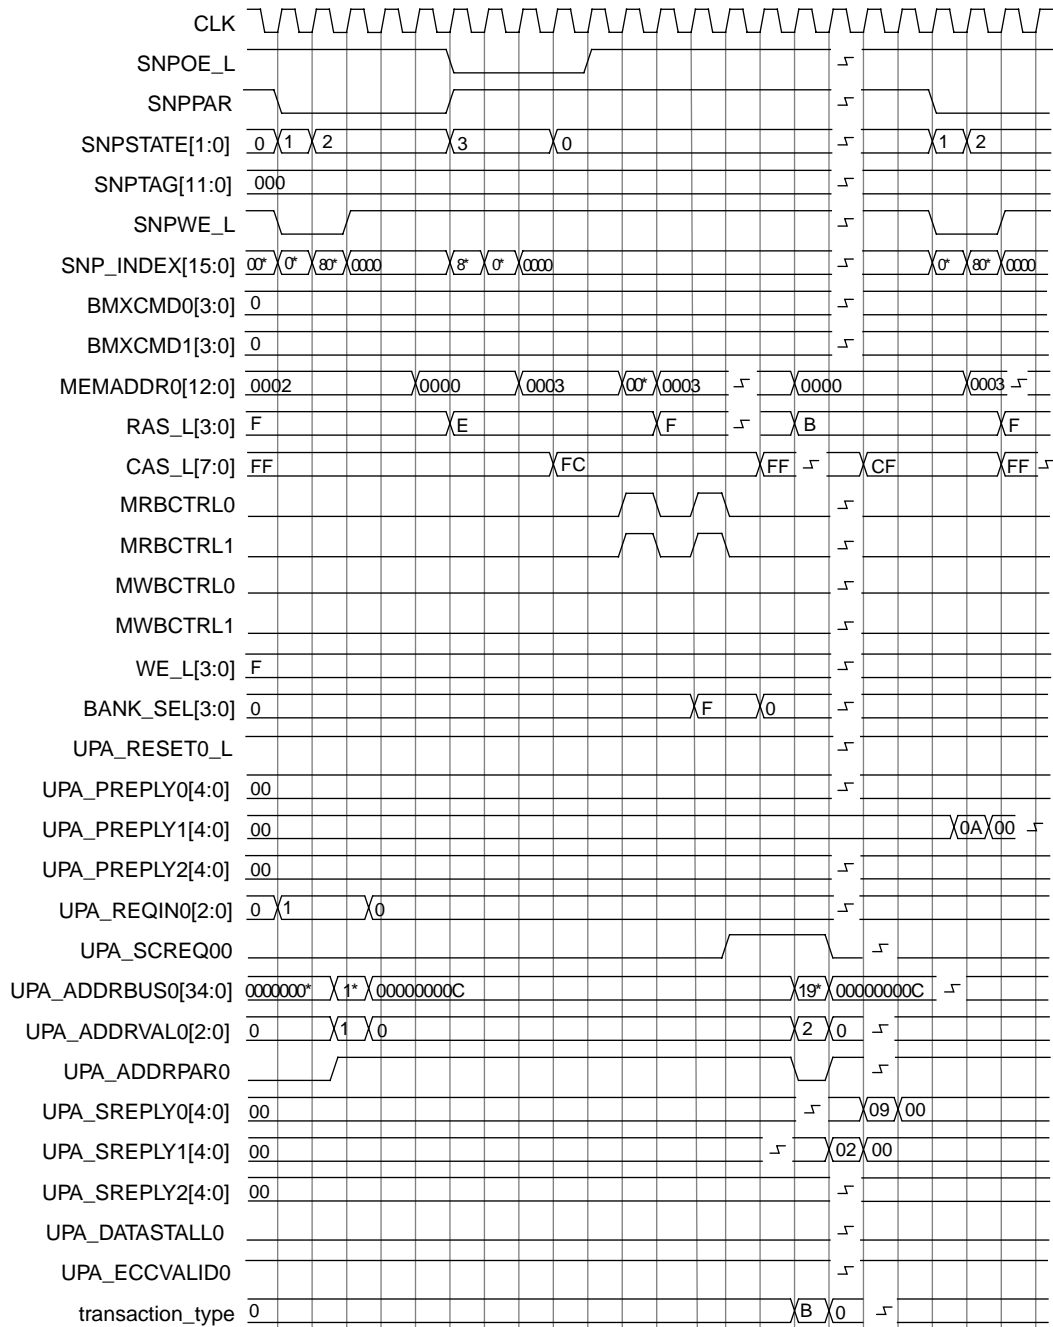 CLK
SNPOE_L
SNPPAR
SNPSTATE[1:0] 0 1 2 3 0 1 2
SNPTAG[11:0] 000
SNPWE_L
SNP_INDEX[15:0] 00* 0* 80* 0000 8* 0* 0000 0* 80* 0000
BMXCMD0[3:0] 0
BMXCMD1[3:0] 0
MEMADDR0[12:0] 0002 0000 0003 00* 0003 0000 0003
RAS_L[3:0] F E F B F
CAS_L[7:0] FF FC FF CF FF
MRBCTRL0
MRBCTRL1
MWBCTRL0
MWBCTRL1
WE_L[3:0] F
BANK_SEL[3:0] 0 F 0
UPA_RESET0_L
UPA_PREPLY0[4:0] 00
UPA_PREPLY1[4:0] 00 0A 00
UPA_PREPLY2[4:0] 00
UPA_REQIN0[2:0] 0 1 0
UPA_SCREQ00
UPA_ADDRBUS0[34:0] 0000000* 1* 00000000C 19* 00000000C
UPA_ADDRVAL0[2:0] 0 1 0 2 0
UPA_ADDRPAR0
UPA_SREPLY0[4:0] 00 09 00
UPA_SREPLY1[4:0] 00 02 00
UPA_SREPLY2[4:0] 00
UPA_DATASTALL0
UPA_ECCVALID0
transaction_type 0 B 0